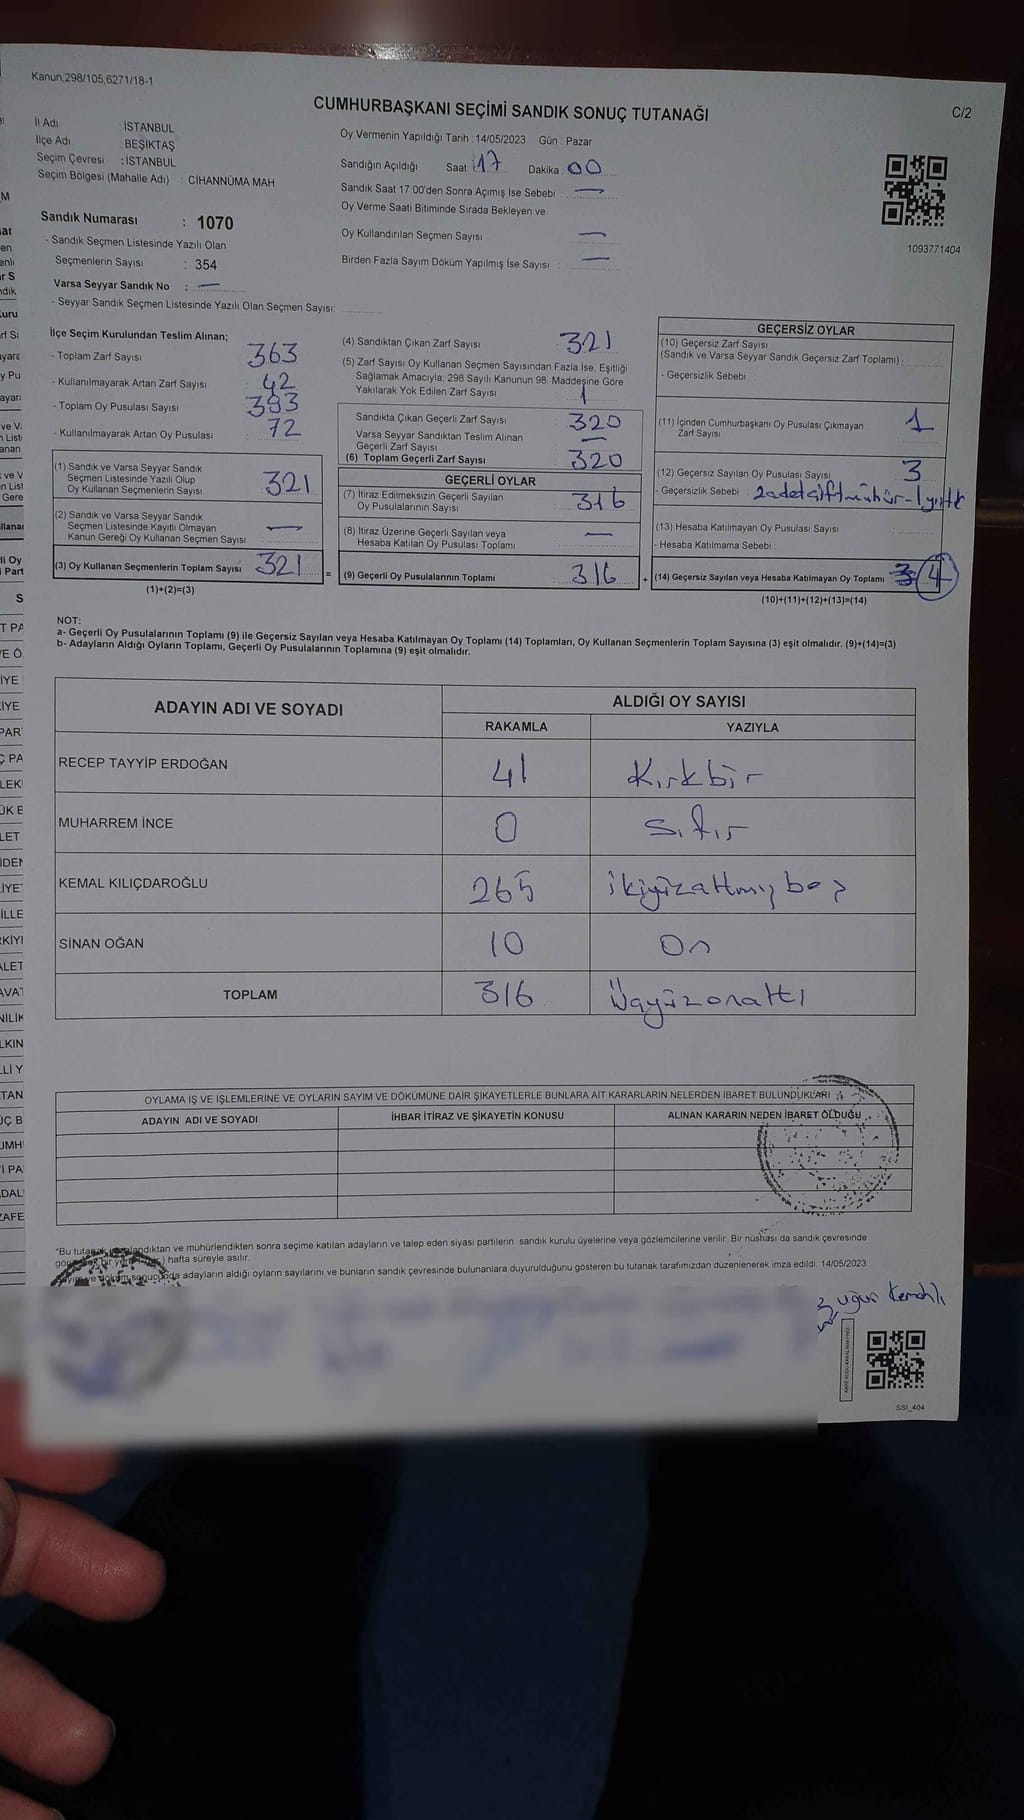 Kanun;298/105;6271/18-1
CUMHURBAŞKANI SEÇİMİ SANDIK SONUÇ TUTANAĞI
C/2
İl Adı : İSTANBUL
İlçe Adı : BEŞİKTAŞ
Seçim Çevresi : İSTANBUL
Seçim Bölgesi (Mahalle Adı) : CİHANNÜMA MAH.
Sandık Numarası : 1070
- Sandık Seçmen Listesinde Yazılı Olan
Seçmenlerin Sayısı : 354
Varsa Seyyar Sandık No : —
- Seyyar Sandık Seçmen Listesinde Yazılı Olan Seçmen Sayısı:
Oy Vermenin Yapıldığı Tarih : 14/05/2023 Gün : Pazar
Sandığın Açıldığı Saat : 17 Dakika : 00
Sandık Saat 17:00'den Sonra Açımış İse Sebebi : —
Oy Verme Saati Bitiminde Sırada Bekleyen ve
Oy Kullandırılan Seçmen Sayısı —
Birden Fazla Sayım Döküm Yapılmış İse Sayısı : —
1093771404
İlçe Seçim Kurulundan Teslim Alınan;
- Toplam Zarf Sayısı 363
- Kullanılmayarak Artan Zarf Sayısı 42
- Toplam Oy Pusulası Sayısı 393
- Kullanılmayarak Artan Oy Pusulası 72
(1) Sandık ve Varsa Seyyar Sandık
Seçmen Listesinde Yazılı Olup
Oy Kullanan Seçmenlerin Sayısı 321
(2) Sandık ve Varsa Seyyar Sandık
Seçmen Listesinde Kayıtlı Olmayan
Kanun Gereği Oy Kullanan Seçmen Sayısı —
(3) Oy Kullanan Seçmenlerin Toplam Sayısı 321
(1)+(2)=(3)
=
(4) Sandıktan Çıkan Zarf Sayısı 321
(5) Zarf Sayısı Oy Kullanan Seçmen Sayısından Fazla İse, Eşitliği
Sağlamak Amacıyla; 298 Sayılı Kanunun 98. Maddesine Göre
Yakılarak Yok Edilen Zarf Sayısı 1
Sandıkta Çıkan Geçerli Zarf Sayısı 320
Varsa Seyyar Sandıktan Teslim Alınan
Geçerli Zarf Sayısı —
(6) Toplam Geçerli Zarf Sayısı 320
GEÇERLİ OYLAR
(7) İtiraz Edilmeksizin Geçerli Sayılan
Oy Pusulalarının Sayısı 316
(8) İtiraz Üzerine Geçerli Sayılan veya
Hesaba Katılan Oy Pusulası Toplamı —
(9) Geçerli Oy Pusulalarının Toplamı 316
+
GEÇERSİZ OYLAR
(10) Geçersiz Zarf Sayısı
(Sandık ve Varsa Seyyar Sandık Geçersiz Zarf Toplamı) :
- Geçersizlik Sebebi :
(11) İçinden Cumhurbaşkanı Oy Pusulası Çıkmayan
Zarf Sayısı 1
(12) Geçersiz Sayılan Oy Pusulası Sayısı 3
- Geçersizlik Sebebi : 2 adet çift mühür - 1 yırtık
(13) Hesaba Katılmayan Oy Pusulası Sayısı
- Hesaba Katılmama Sebebi :
(14) Geçersiz Sayılan veya Hesaba Katılmayan Oy Toplamı 3 4
(10)+(11)+(12)+(13)=(14)
NOT:
a- Geçerli Oy Pusulalarının Toplamı (9) ile Geçersiz Sayılan veya Hesaba Katılmayan Oy Toplamı (14) Toplamları, Oy Kullanan Seçmenlerin Toplam Sayısına (3) eşit olmalıdır. (9)+(14)=(3)
b- Adayların Aldığı Oyların Toplamı, Geçerli Oy Pusulalarının Toplamına (9) eşit olmalıdır.
ADAYIN ADI VE SOYADI ALDIĞI OY SAYISI
RAKAMLA YAZIYLA
RECEP TAYYİP ERDOĞAN 41 Kırkbir
MUHARREM İNCE 0 Sıfır
KEMAL KILIÇDAROĞLU 265 ikiyüzaltmışbeş
SİNAN OĞAN 10 On
TOPLAM 316 Üçyüzonaltı
OYLAMA İŞ VE İŞLEMLERİNE VE OYLARIN SAYIM VE DÖKÜMÜNE DAİR ŞİKAYETLERLE BUNLARA AİT KARARLARIN NELERDEN İBARET BULUNDUKLARI
ADAYIN ADI VE SOYADI İHBAR İTİRAZ VE ŞİKAYETİN KONUSU ALINAN KARARIN NEDEN İBARET OLDUĞU
*Bu tutanak imzalandıktan ve mühürlendikten sonra seçime katılan adayların ve talep eden siyasi partilerin sandık kurulu üyelerine veya gözlemcilerine verilir. Bir nüshası da sandık çevresinde
hafta süreyle asılır.
Sayım ve döküm sonucunda adayların aldığı oyların sayılarını ve bunların sandık çevresinde bulunanlara duyurulduğunu gösteren bu tutanak tarafımızdan düzenlenerek imza edildi. 14/05/2023
uğur
SSI_404